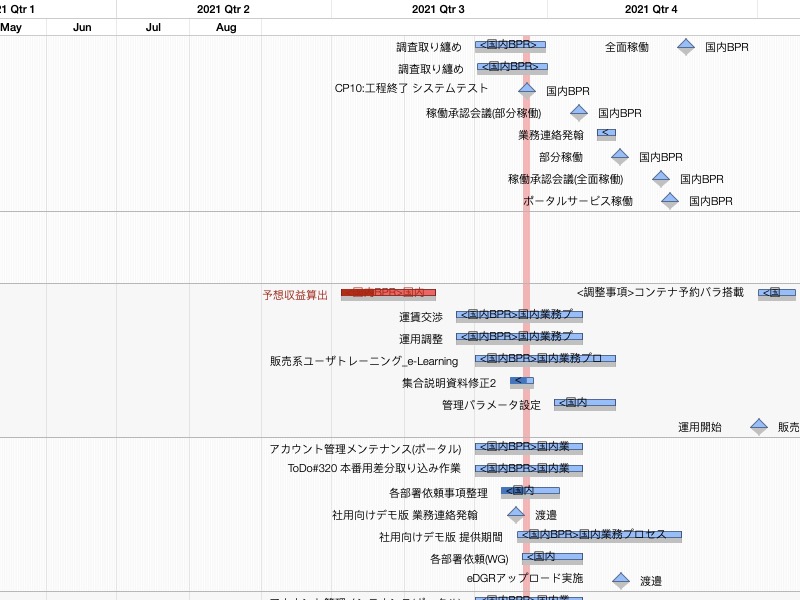 21 Qtr 1 2021 Qtr 2 2021 Qtr 3 2021 Qtr 4
May Jun Jul Aug
調査取り纏め <国内BPR> 全面稼働 国内BPR
調査取り纏め <国内BPR>
CP10:工程終了 システムテスト 国内BPR
稼働承認会議(部分稼働) 国内BPR
業務連絡発翰 <
部分稼働 国内BPR
稼働承認会議(全面稼働) 国内BPR
ポータルサービス稼働 国内BPR
予想収益算出 国内BPR>国内 <調整事項>コンテナ予約バラ搭載 <国
運賃交渉 <国内BPR>国内業務プ
運用調整 <国内BPR>国内業務プ
販売系ユーザトレーニング_e-Learning <国内BPR>国内業務プロ
集合説明資料修正2 <
管理パラメータ設定 <国内
運用開始 販売
アカウント管理メンテナンス(ポータル) <国内BPR>国内業
ToDo#320 本番用差分取り込み作業 <国内BPR>国内業
各部署依頼事項整理 <国内
社用向けデモ版 業務連絡発翰 渡邉
社用向けデモ版 提供期間 <国内BPR>国内業務プロセス
各部署依頼(WG) <国内
eDGRアップロード実施 渡邉